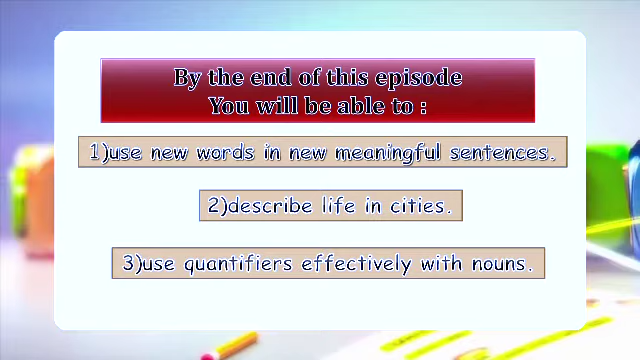 By the end of this episode
You will be able to :
1)use new words in new meaningful sentences.
2)describe life in cities.
3)use quantifiers effectively with nouns.